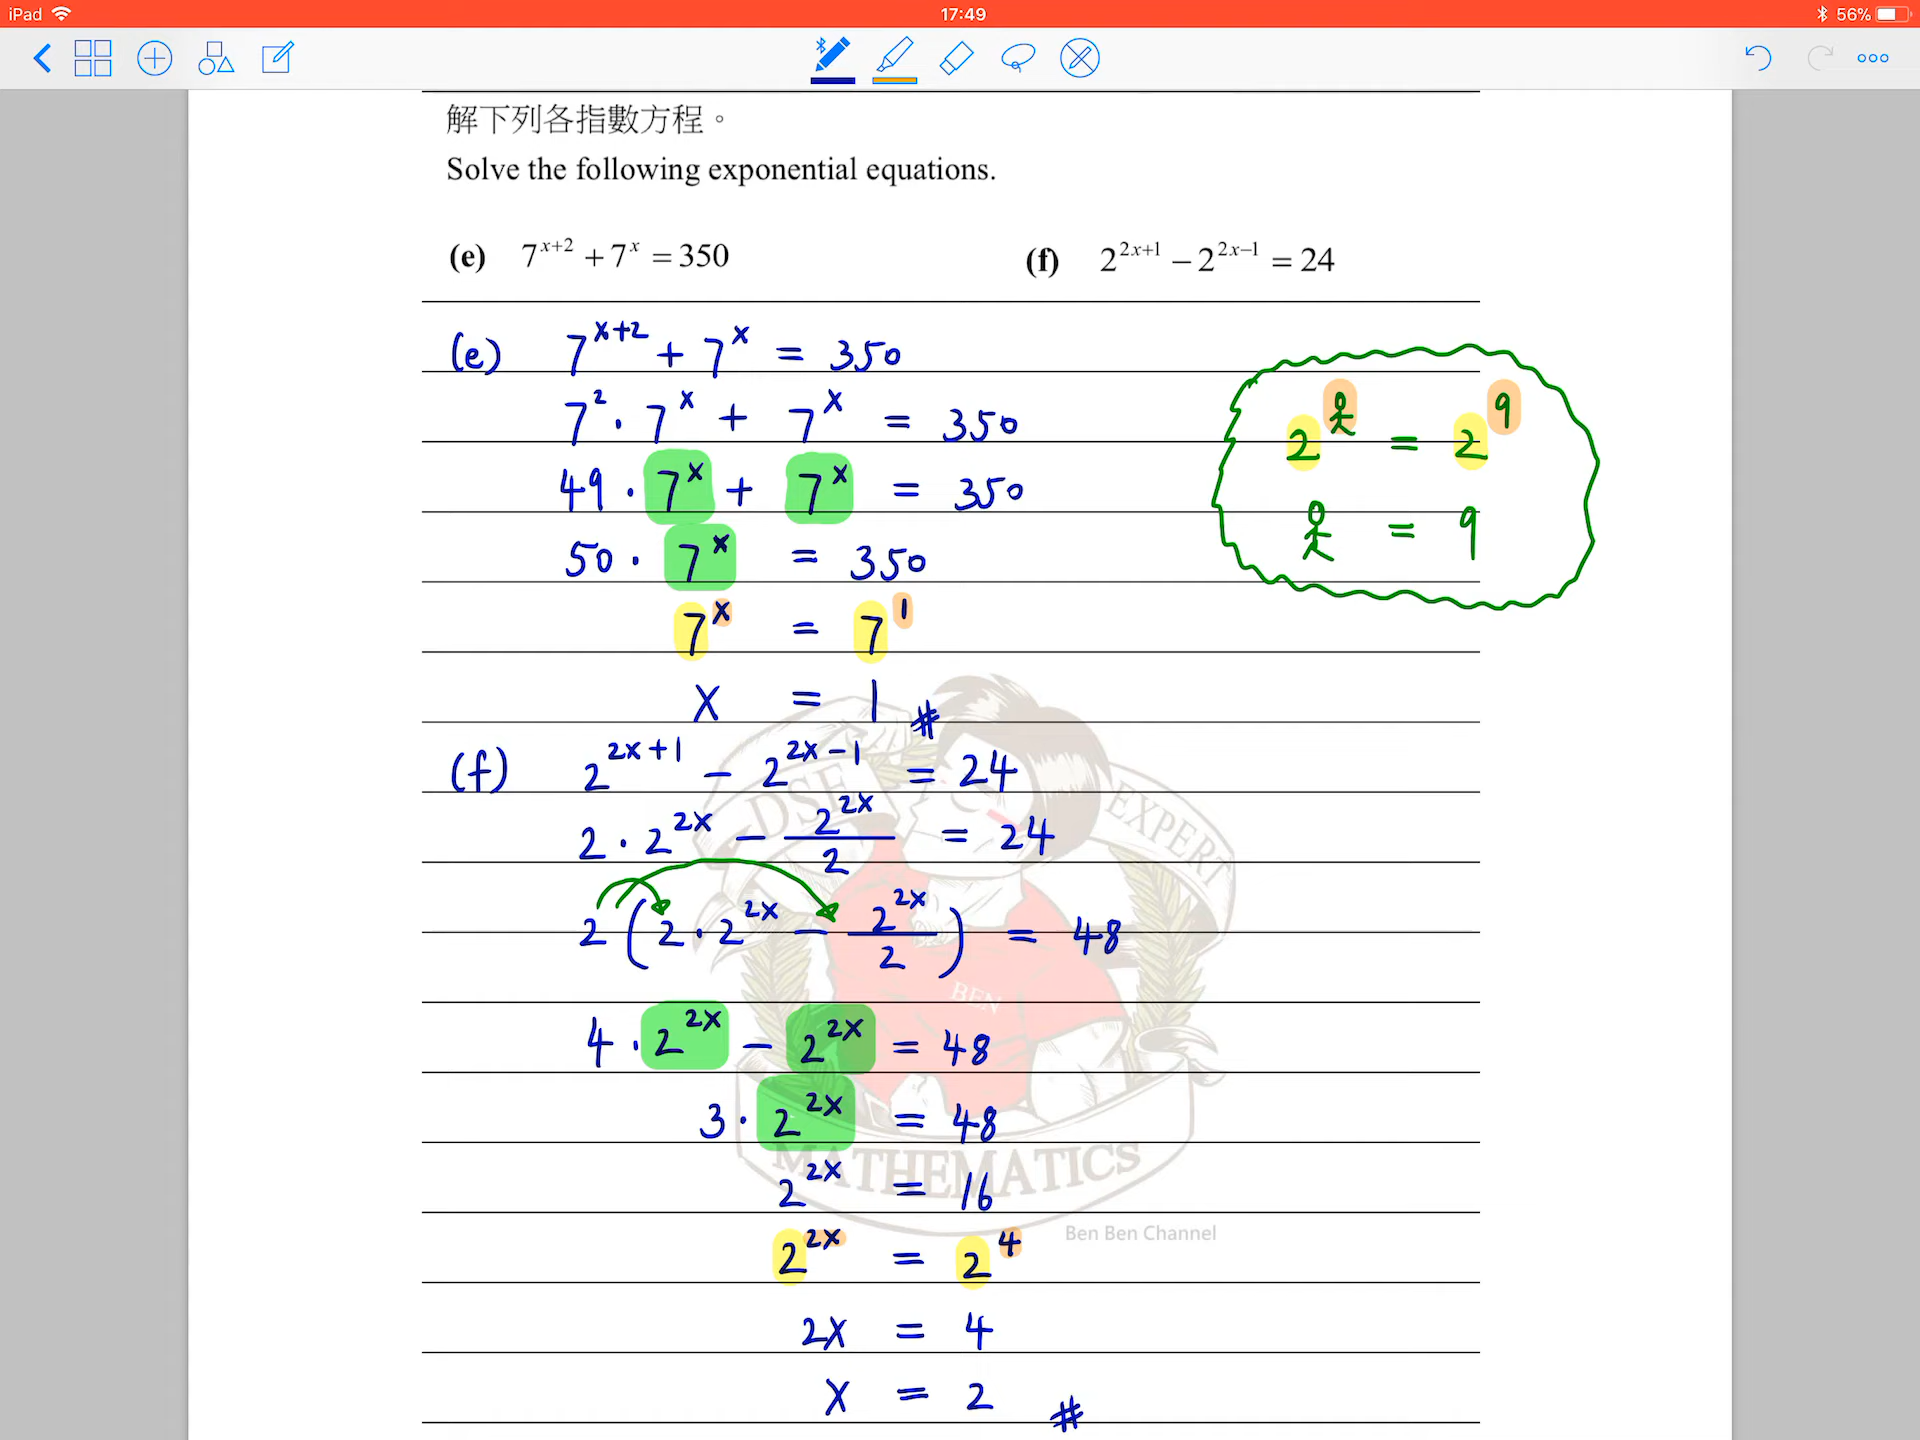 iPad 17:49 56%
解下列各指數方程。
Solve the following exponential equations.
(e) 7^{x+2} + 7^x = 350 (f) 2^{2x+1} − 2^{2x−1} = 24
(e) 7^{x+2} + 7^x = 350
7^2 · 7^x + 7^x = 350
49 · 7^x + 7^x = 350
50 · 7^x = 350
7^x = 7^1
x = 1 #
2^옷 = 2^9
옷 = 9
(f) 2^{2x+1} − 2^{2x−1} = 24
2 · 2^{2x} − 2^{2x}/2 = 24
2(2 · 2^{2x} − 2^{2x}/2) = 48
4 · 2^{2x} − 2^{2x} = 48
3 · 2^{2x} = 48
2^{2x} = 16
2^{2x} = 2^4
2x = 4
x = 2 #
DSE EXPERT
BEN
MATHEMATICS
Ben Ben Channel